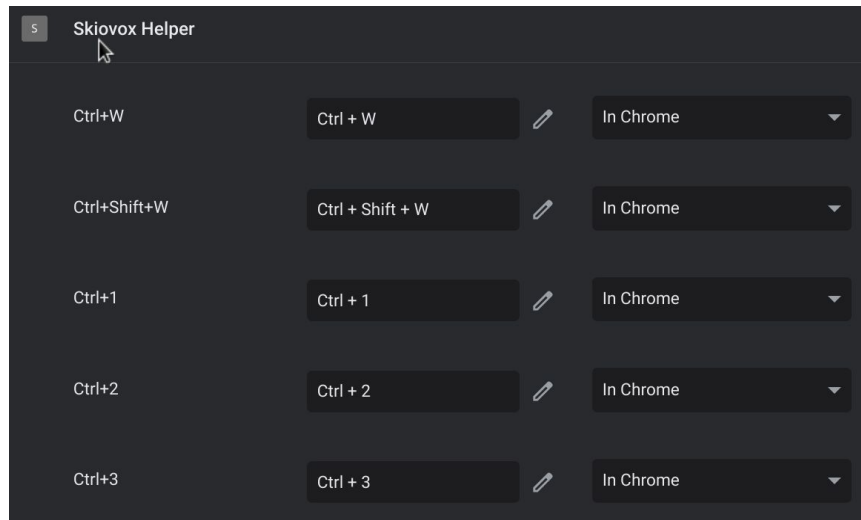 S Skiovox Helper
Ctrl+W Ctrl + W In Chrome
Ctrl+Shift+W Ctrl + Shift + W In Chrome
Ctrl+1 Ctrl + 1 In Chrome
Ctrl+2 Ctrl + 2 In Chrome
Ctrl+3 Ctrl + 3 In Chrome